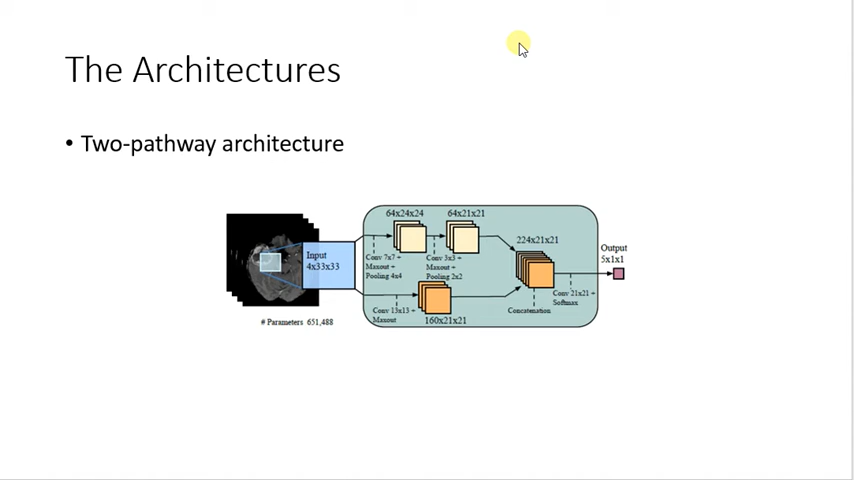 The Architectures
• Two-pathway architecture
64x24x24
64x21x21
224x21x21
Input
4x33x33
Conv 7x7 +
Maxout +
Pooling 4x4
Conv 3x3 +
Maxout +
Pooling 2x2
Output
5x1x1
Conv 21x21 +
Softmax
Concatenation
Conv 13x13 +
Maxout
160x21x21
# Parameters 651,488